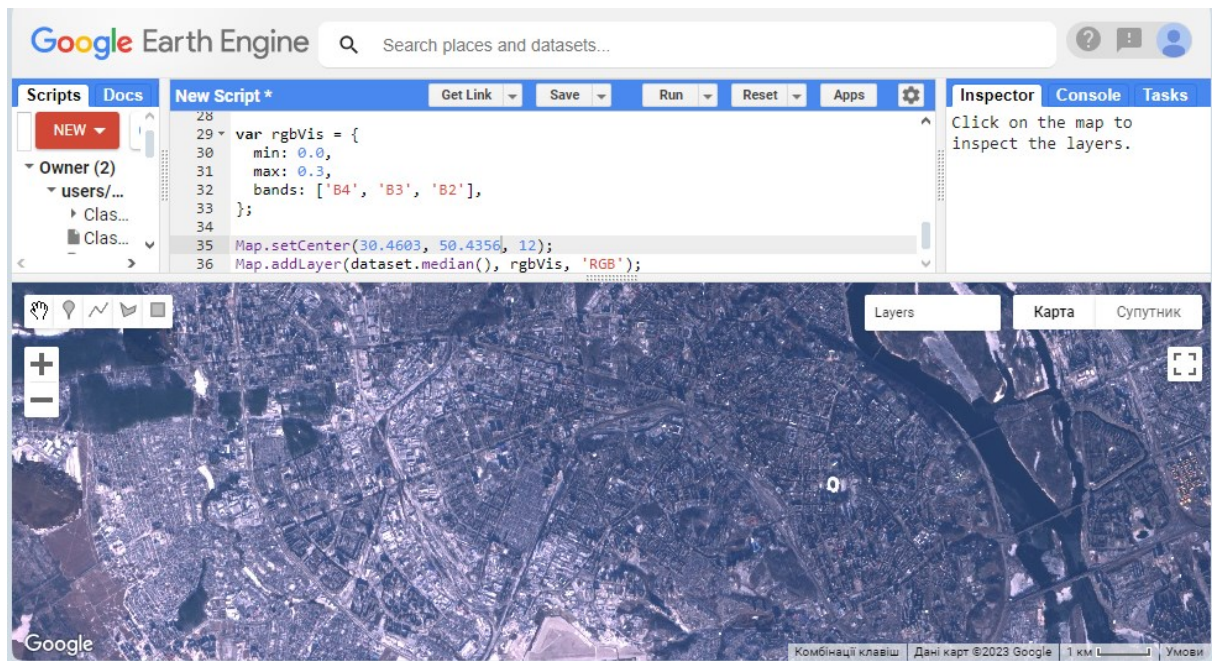 Google Earth Engine
Search places and datasets...
Scripts Docs
New Script *
Get Link Save Run Reset Apps
Inspector Console Tasks
NEW
Owner (2)
users/...
Clas...
Clas...
28
29 var rgbVis = {
30 min: 0.0,
31 max: 0.3,
32 bands: ['B4', 'B3', 'B2'],
33 };
34
35 Map.setCenter(30.4603, 50.4356, 12);
36 Map.addLayer(dataset.median(), rgbVis, 'RGB');
Click on the map to
inspect the layers.
Layers
Карта Супутник
Google
Комбінації клавіш Дані карт ©2023 Google 1 км Умови